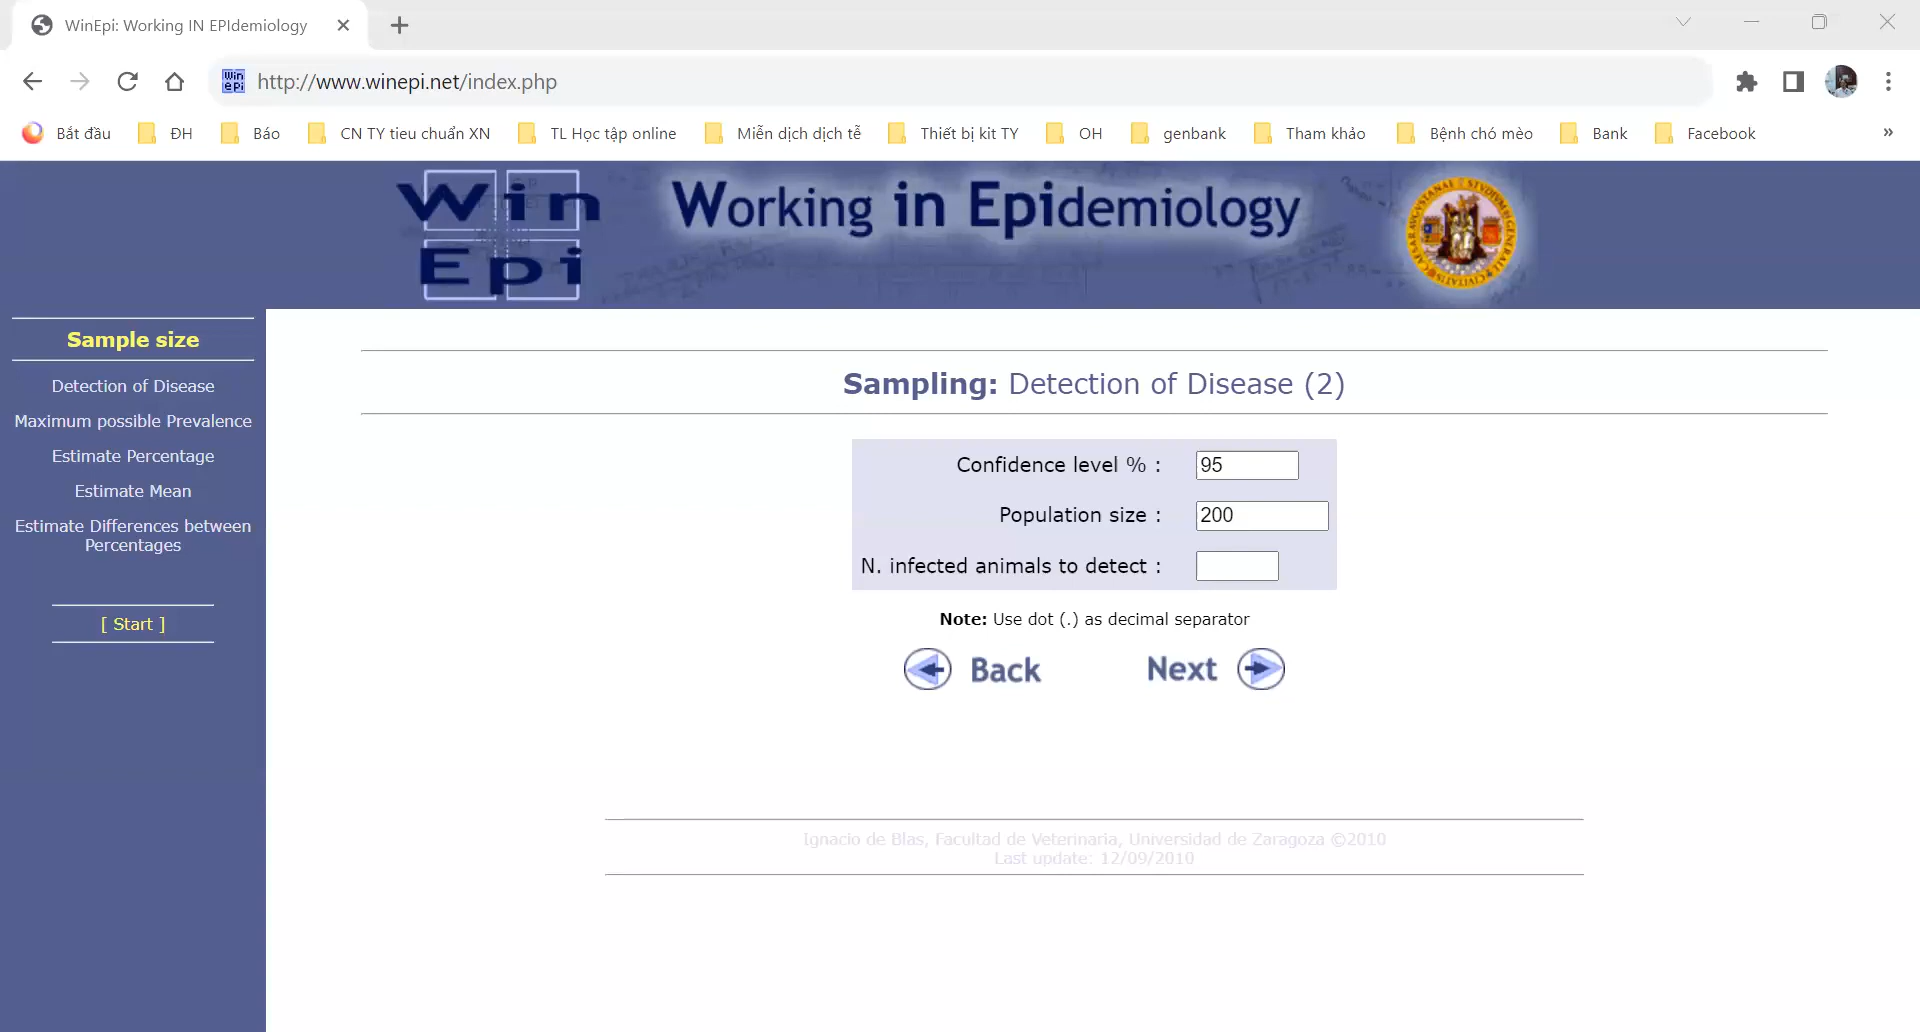 WinEpi: Working IN EPIdemiology
http://www.winepi.net/index.php
Bắt đầu ĐH Báo CN TY tieu chuẩn XN TL Học tập online Miễn dịch dịch tễ Thiết bị kit TY OH genbank Tham khảo Bệnh chó mèo Bank Facebook »
Win
Epi
Working in Epidemiology
Sample size
Detection of Disease
Maximum possible Prevalence
Estimate Percentage
Estimate Mean
Estimate Differences between
Percentages
[ Start ]
Sampling: Detection of Disease (2)
Confidence level % : 95
Population size : 200
N. infected animals to detect :
Note: Use dot (.) as decimal separator
Back Next
Ignacio de Blas, Facultad de Veterinaria, Universidad de Zaragoza ©2010
Last update: 12/09/2010